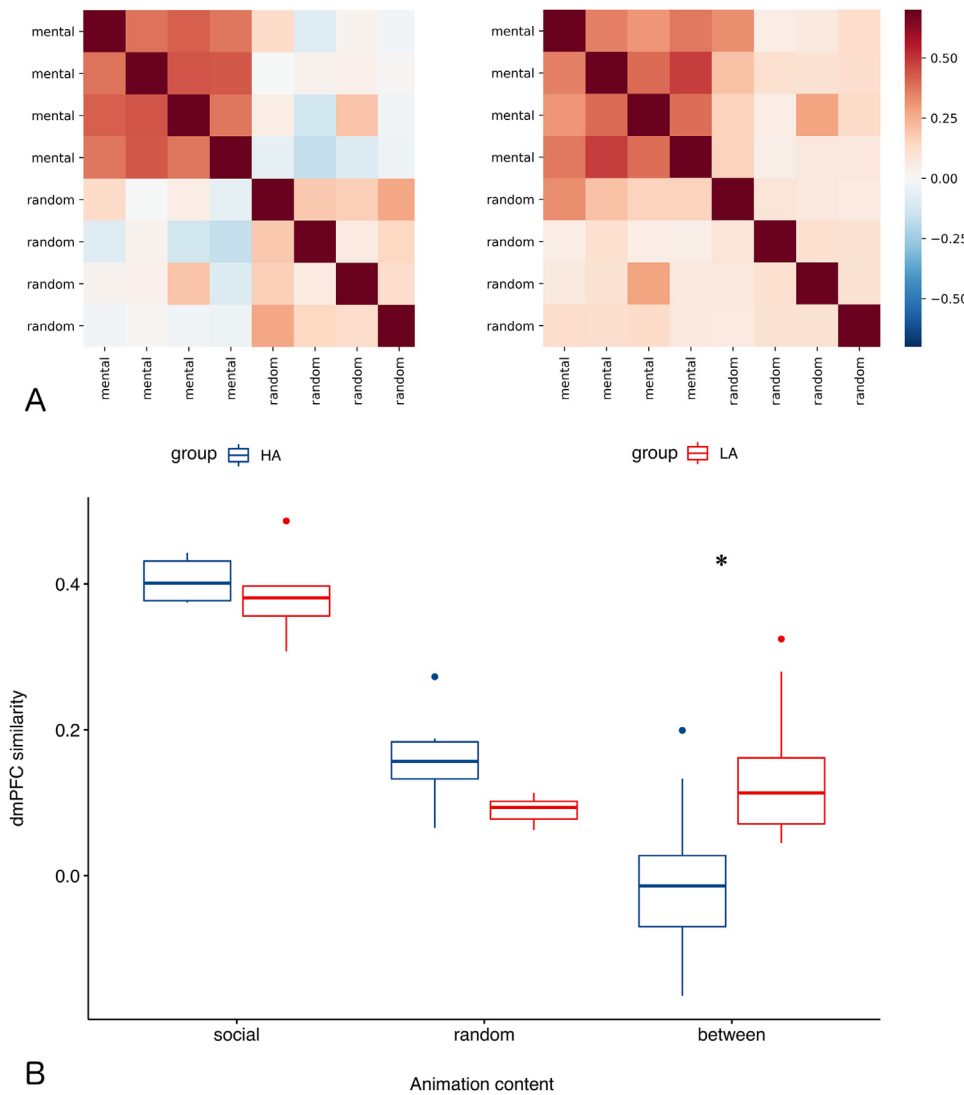 mental
mental
mental
mental
random
random
random
random
mental
mental
mental
mental
random
random
random
random
mental
mental
mental
mental
random
random
random
random
mental
mental
mental
mental
random
random
random
random
0.50
0.25
0.00
−0.25
−0.50
A
group HA
group LA
*
dmPFC similarity
0.4
0.2
0.0
social random between
B
Animation content